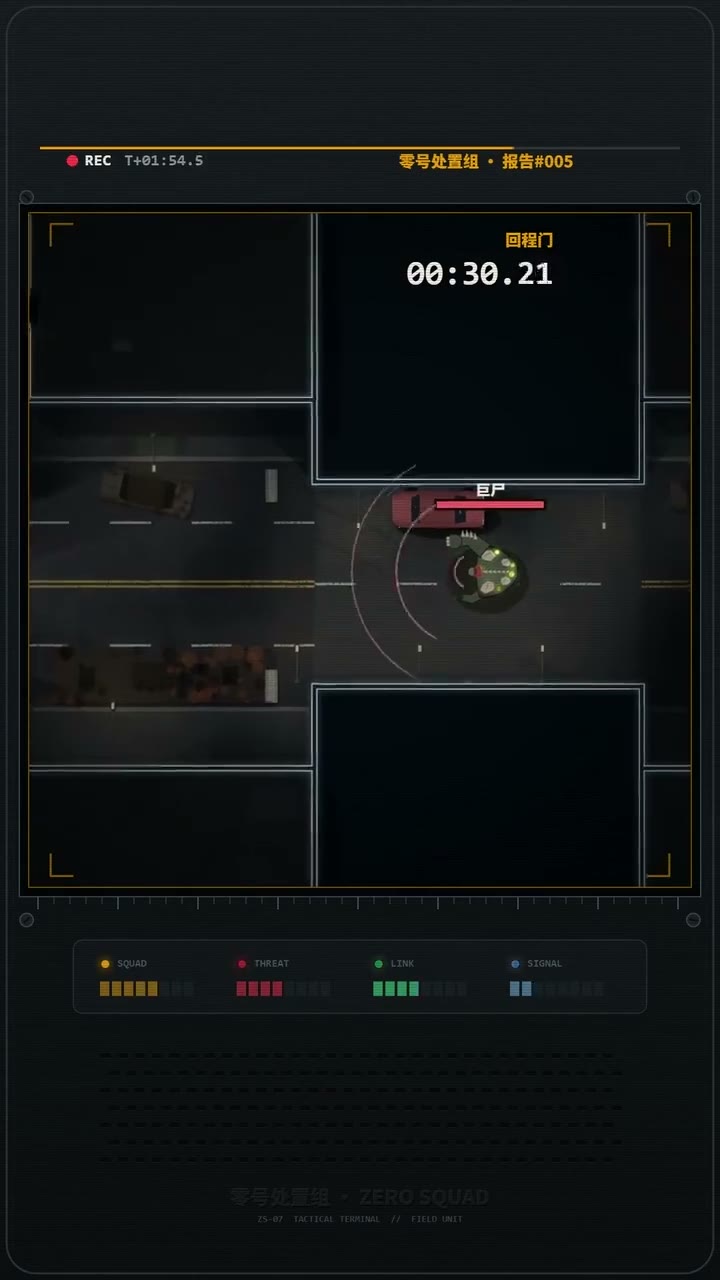 REC T+01:54.5
零号处置组 · 报告#005
回程门
00:30.21
巨尸
SQUAD
THREAT
LINK
SIGNAL
零号处置组 · ZERO SQUAD
ZS-07 TACTICAL TERMINAL // FIELD UNIT